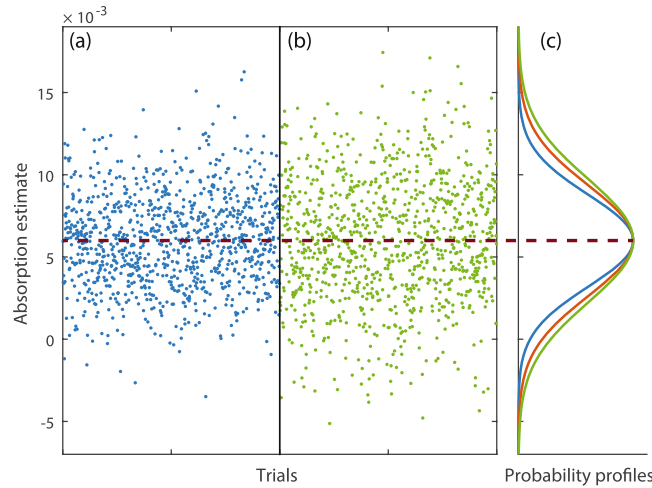 × 10⁻³
(a)
(b)
(c)
15
10
5
0
-5
Absorption estimate
Trials
Probability profiles